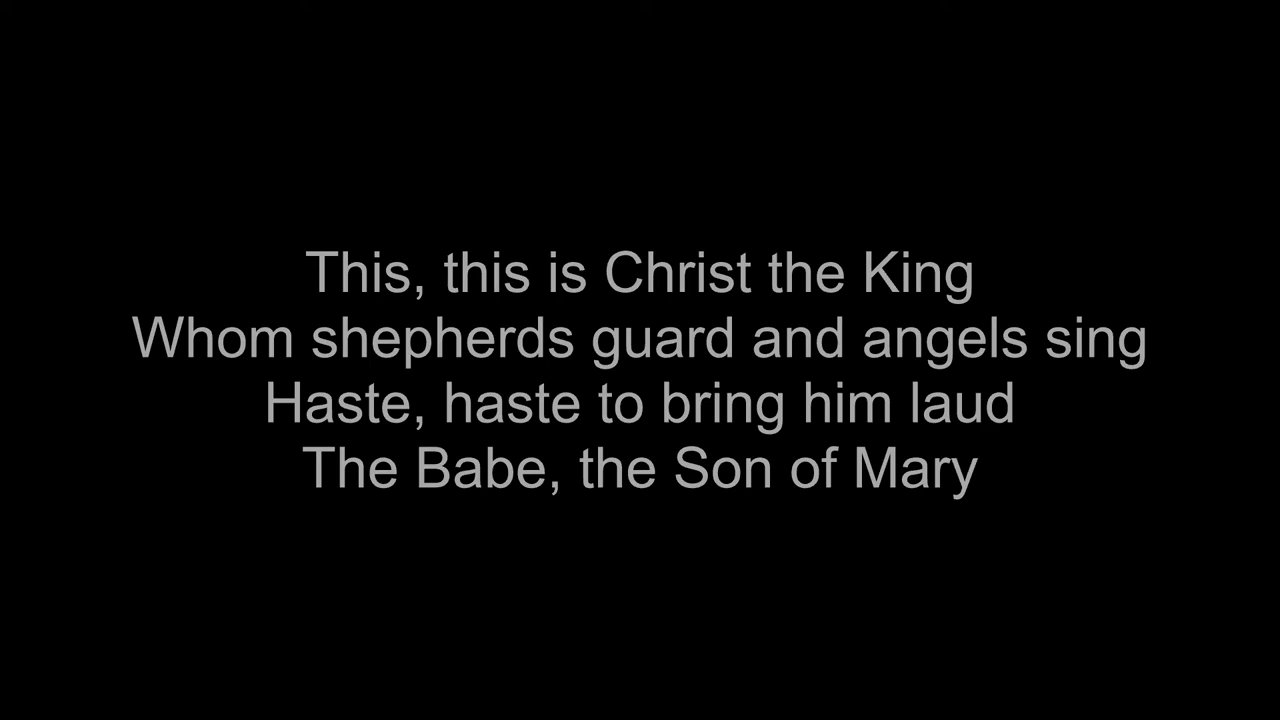 This, this is Christ the King
Whom shepherds guard and angels sing
Haste, haste to bring him laud
The Babe, the Son of Mary